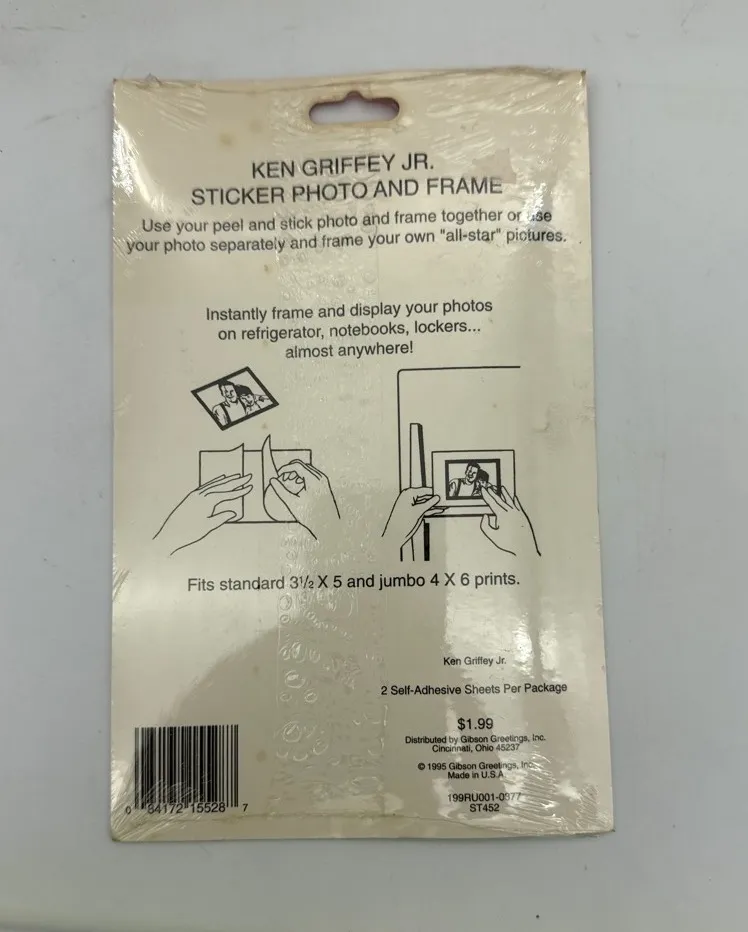 KEN GRIFFEY JR.
STICKER PHOTO AND FRAME
Use your peel and stick photo and frame together or use
your photo separately and frame your own "all-star" pictures.
Instantly frame and display your photos
on refrigerator, notebooks, lockers...
almost anywhere!
Fits standard 3½ X 5 and jumbo 4 X 6 prints.
Ken Griffey Jr.
2 Self-Adhesive Sheets Per Package
$1.99
Distributed by Gibson Greetings, Inc.
Cincinnati, Ohio 45237
© 1995 Gibson Greetings, Inc.
Made in U.S.A.
199RU001-0377
ST452
0 84172 15528 7